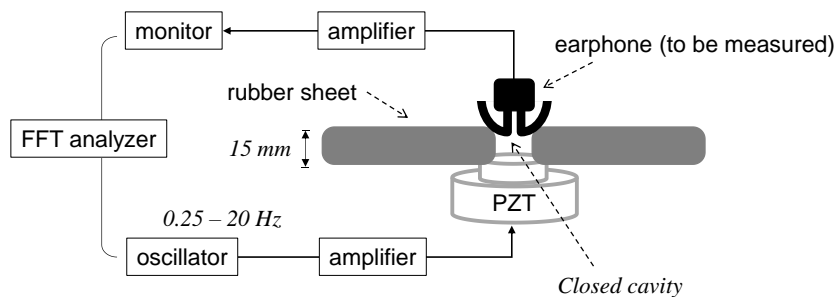 monitor
amplifier
earphone (to be measured)
rubber sheet
FFT analyzer
15 mm
PZT
0.25 – 20 Hz
oscillator
amplifier
Closed cavity